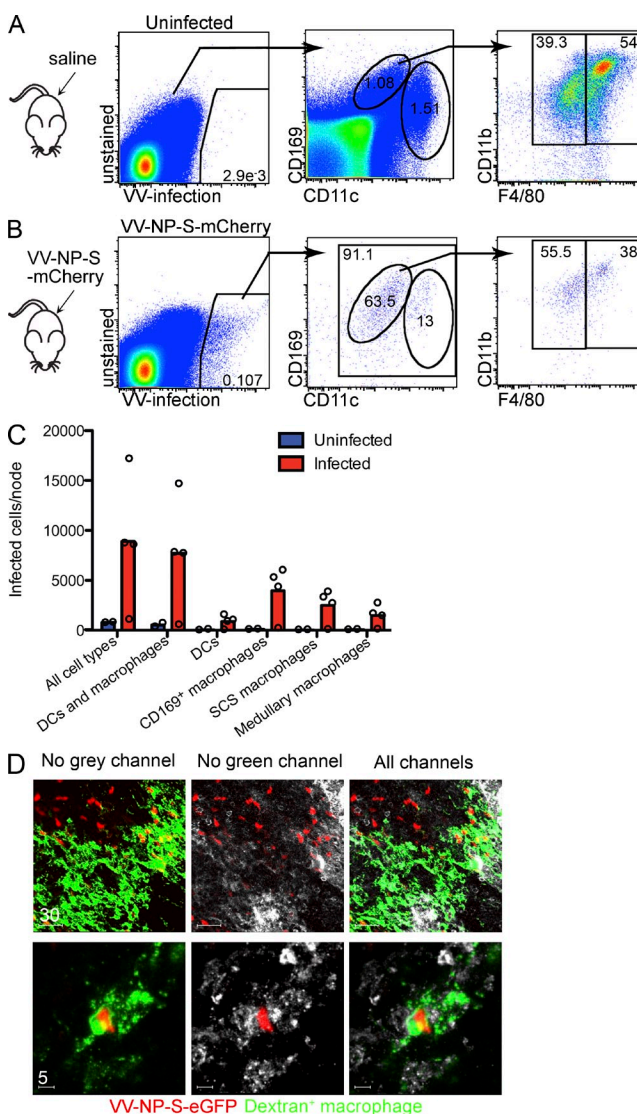 A
Uninfected
saline
unstained
2.9e-3
VV-infection
CD169
1.08
1.51
CD11c
39.3
54
CD11b
F4/80
B
VV-NP-S-mCherry
VV-NP-S
-mCherry
unstained
0.107
VV-infection
91.1
CD169
63.5
13
CD11c
55.5
38
CD11b
F4/80
C
Infected cells/node
20000
15000
10000
5000
0
Uninfected
Infected
All cell types
DCs and macrophages
DCs
CD169+ macrophages
SCS macrophages
Medullary macrophages
D
No grey channel
No green channel
All channels
30
5
VV-NP-S-eGFP Dextran+ macrophage